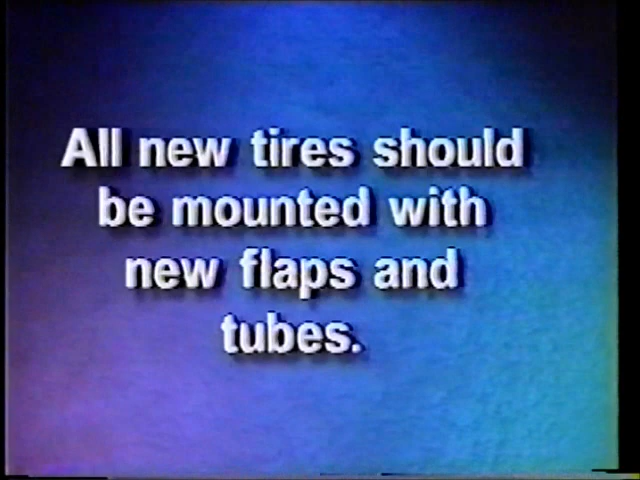 All new tires should
be mounted with
new flaps and
tubes.